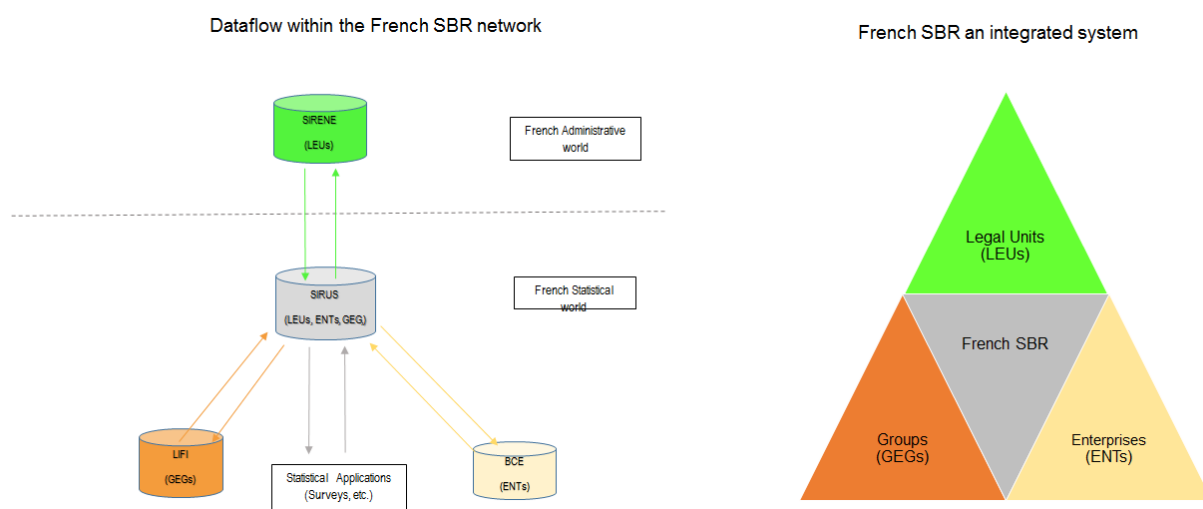 Dataflow within the French SBR network
French SBR an integrated system
SIRENE
(LEUs)
French Administrative
world
SIRUS
(LEUs, ENTs, GEG,)
French Statistical
world
LIFI
(GEGs)
Statistical Applications
(Surveys, etc.)
BCE
(ENTs)
Legal Units
(LEUs)
French SBR
Groups
(GEGs)
Enterprises
(ENTs)